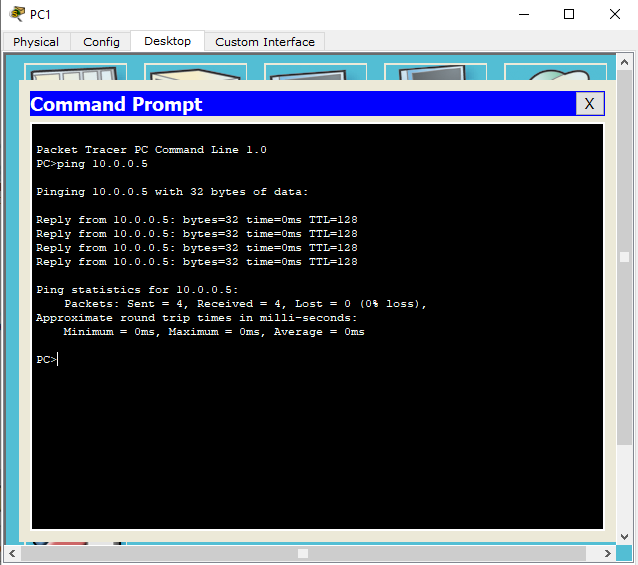 PC1
Physical Config Desktop Custom Interface
Command Prompt X
Packet Tracer PC Command Line 1.0
PC>ping 10.0.0.5
Pinging 10.0.0.5 with 32 bytes of data:
Reply from 10.0.0.5: bytes=32 time=0ms TTL=128
Reply from 10.0.0.5: bytes=32 time=0ms TTL=128
Reply from 10.0.0.5: bytes=32 time=0ms TTL=128
Reply from 10.0.0.5: bytes=32 time=0ms TTL=128
Ping statistics for 10.0.0.5:
Packets: Sent = 4, Received = 4, Lost = 0 (0% loss),
Approximate round trip times in milli-seconds:
Minimum = 0ms, Maximum = 0ms, Average = 0ms
PC>